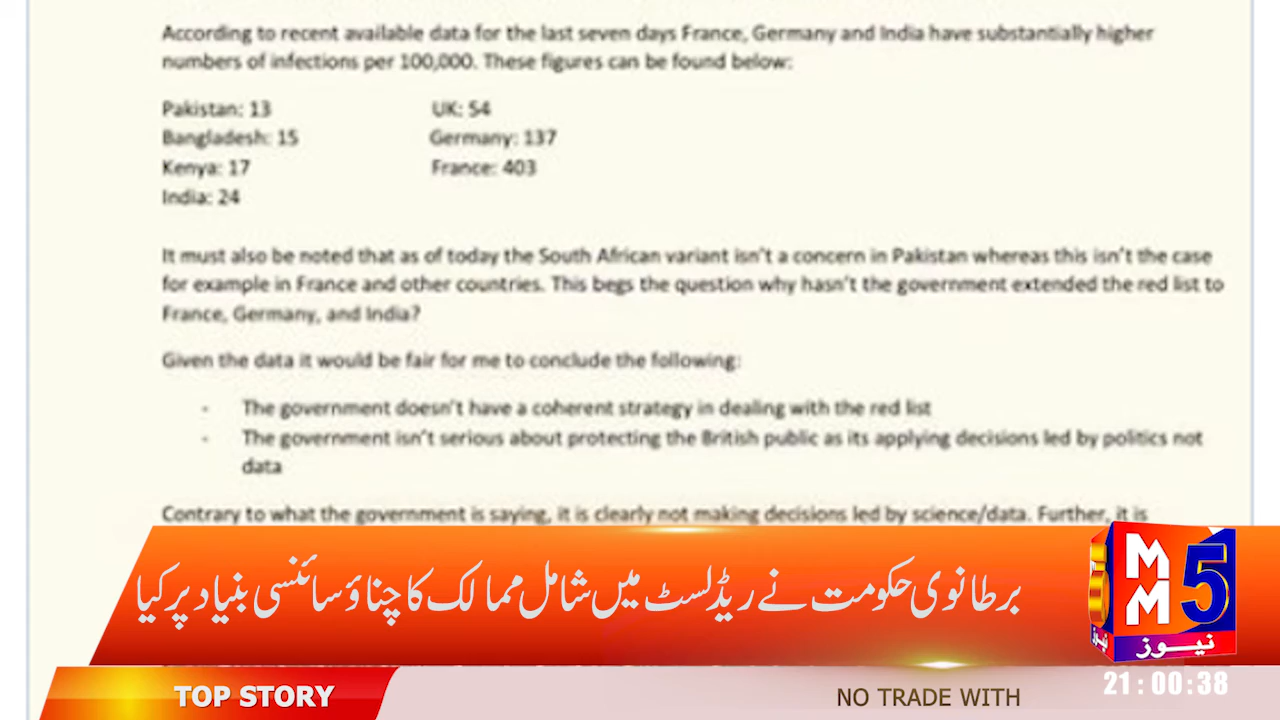 According to recent available data for the last seven days France, Germany and India have substantially higher
numbers of infections per 100,000. These figures can be found below:
Pakistan: 13
UK: 54
Bangladesh: 15
Germany: 137
Kenya: 17
France: 403
India: 24
It must also be noted that as of today the South African variant isn't a concern in Pakistan whereas this isn't the case
for example in France and other countries. This begs the question why hasn't the government extended the red list to
France, Germany, and India?
Given the data it would be fair for me to conclude the following:
- The government doesn't have a coherent strategy in dealing with the red list
- The government isn't serious about protecting the British public as its applying decisions led by politics not
data
Contrary to what the government is saying, it is clearly not making decisions led by science/data. Further, it is
برطانوی حکومت نے ریڈ لسٹ میں شامل ممالک کا چناؤ سائنسی بنیاد پر کیا
MM5
نیوز
TOP STORY
NO TRADE WITH
21:00:38